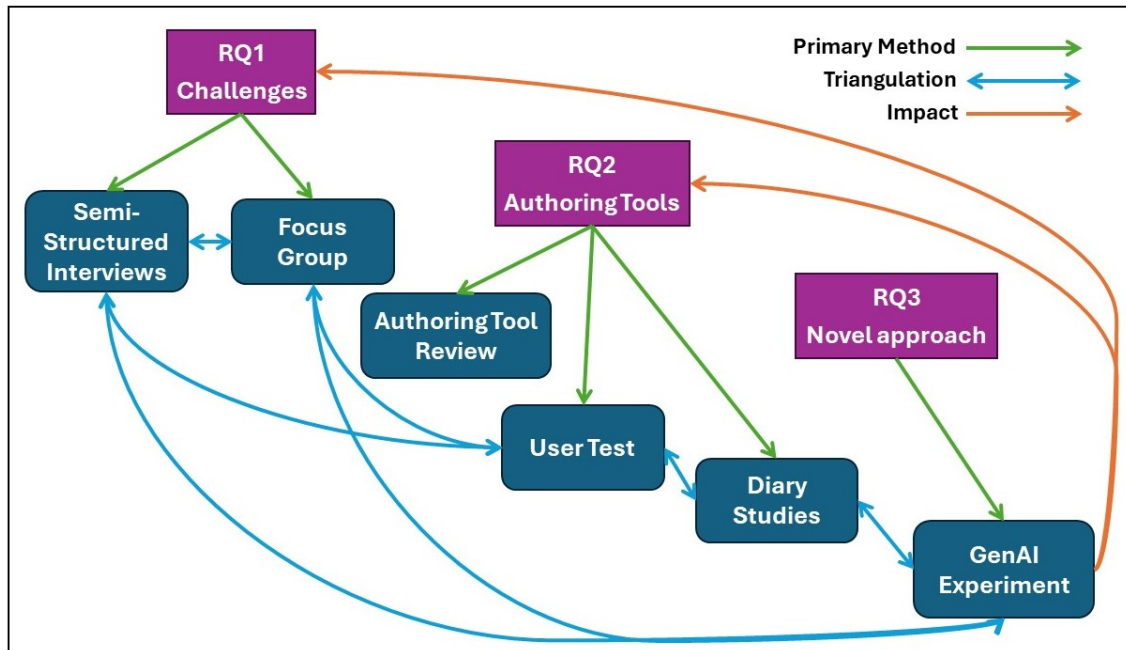 RQ1
Challenges
Primary Method
Triangulation
Impact
RQ2
Authoring Tools
Semi-
Structured
Interviews
Focus
Group
RQ3
Novel approach
Authoring Tool
Review
User Test
Diary
Studies
GenAI
Experiment